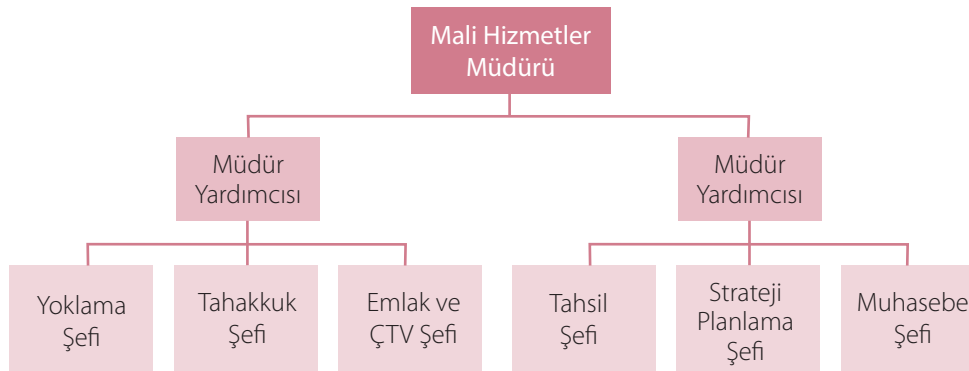 Mali Hizmetler
Müdürü
Müdür
Yardımcısı
Müdür
Yardımcısı
Yoklama
Şefi
Tahakkuk
Şefi
Emlak ve
ÇTV Şefi
Tahsil
Şefi
Strateji
Planlama
Şefi
Muhasebe
Şefi